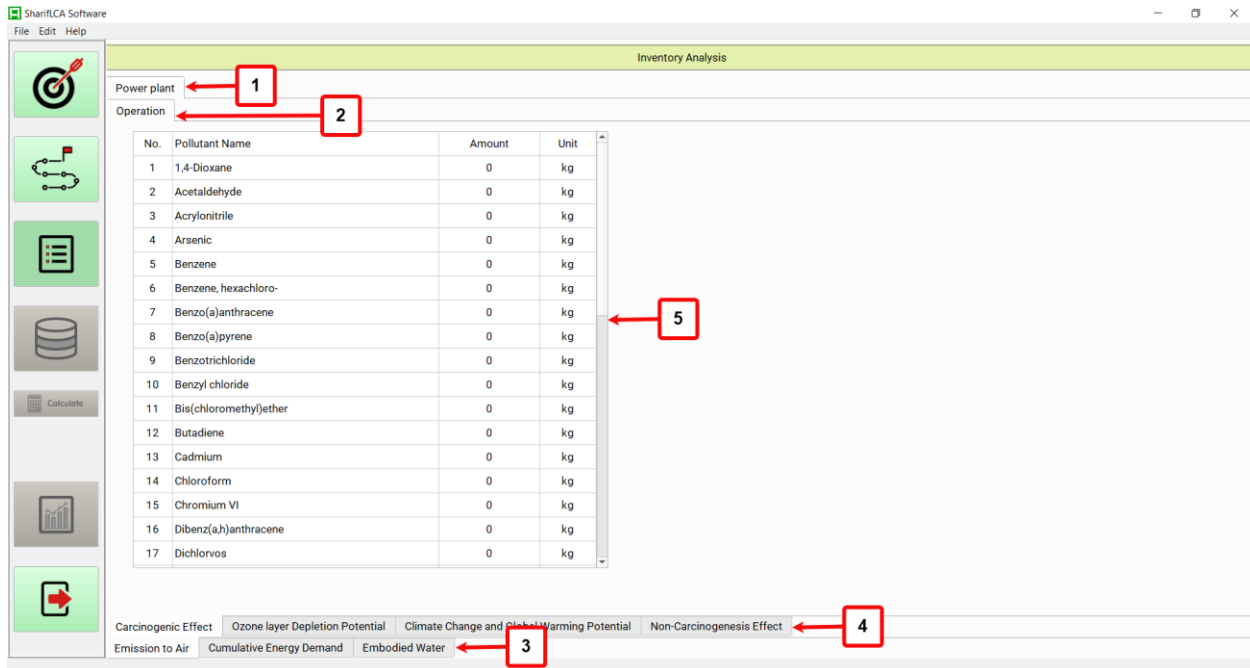 SharifLCA Software
File Edit Help
Inventory Analysis
Power plant
1
Operation
2
No. Pollutant Name Amount Unit
1 1,4-Dioxane 0 kg
2 Acetaldehyde 0 kg
3 Acrylonitrile 0 kg
4 Arsenic 0 kg
5 Benzene 0 kg
6 Benzene, hexachloro- 0 kg
7 Benzo(a)anthracene 0 kg
5
8 Benzo(a)pyrene 0 kg
9 Benzotrichloride 0 kg
10 Benzyl chloride 0 kg
Calculate
11 Bis(chloromethyl)ether 0 kg
12 Butadiene 0 kg
13 Cadmium 0 kg
14 Chloroform 0 kg
15 Chromium VI 0 kg
16 Dibenz(a,h)anthracene 0 kg
17 Dichlorvos 0 kg
Carcinogenic Effect Ozone layer Depletion Potential Climate Change and Global Warming Potential Non-Carcinogenesis Effect 4
Emission to Air Cumulative Energy Demand Embodied Water 3